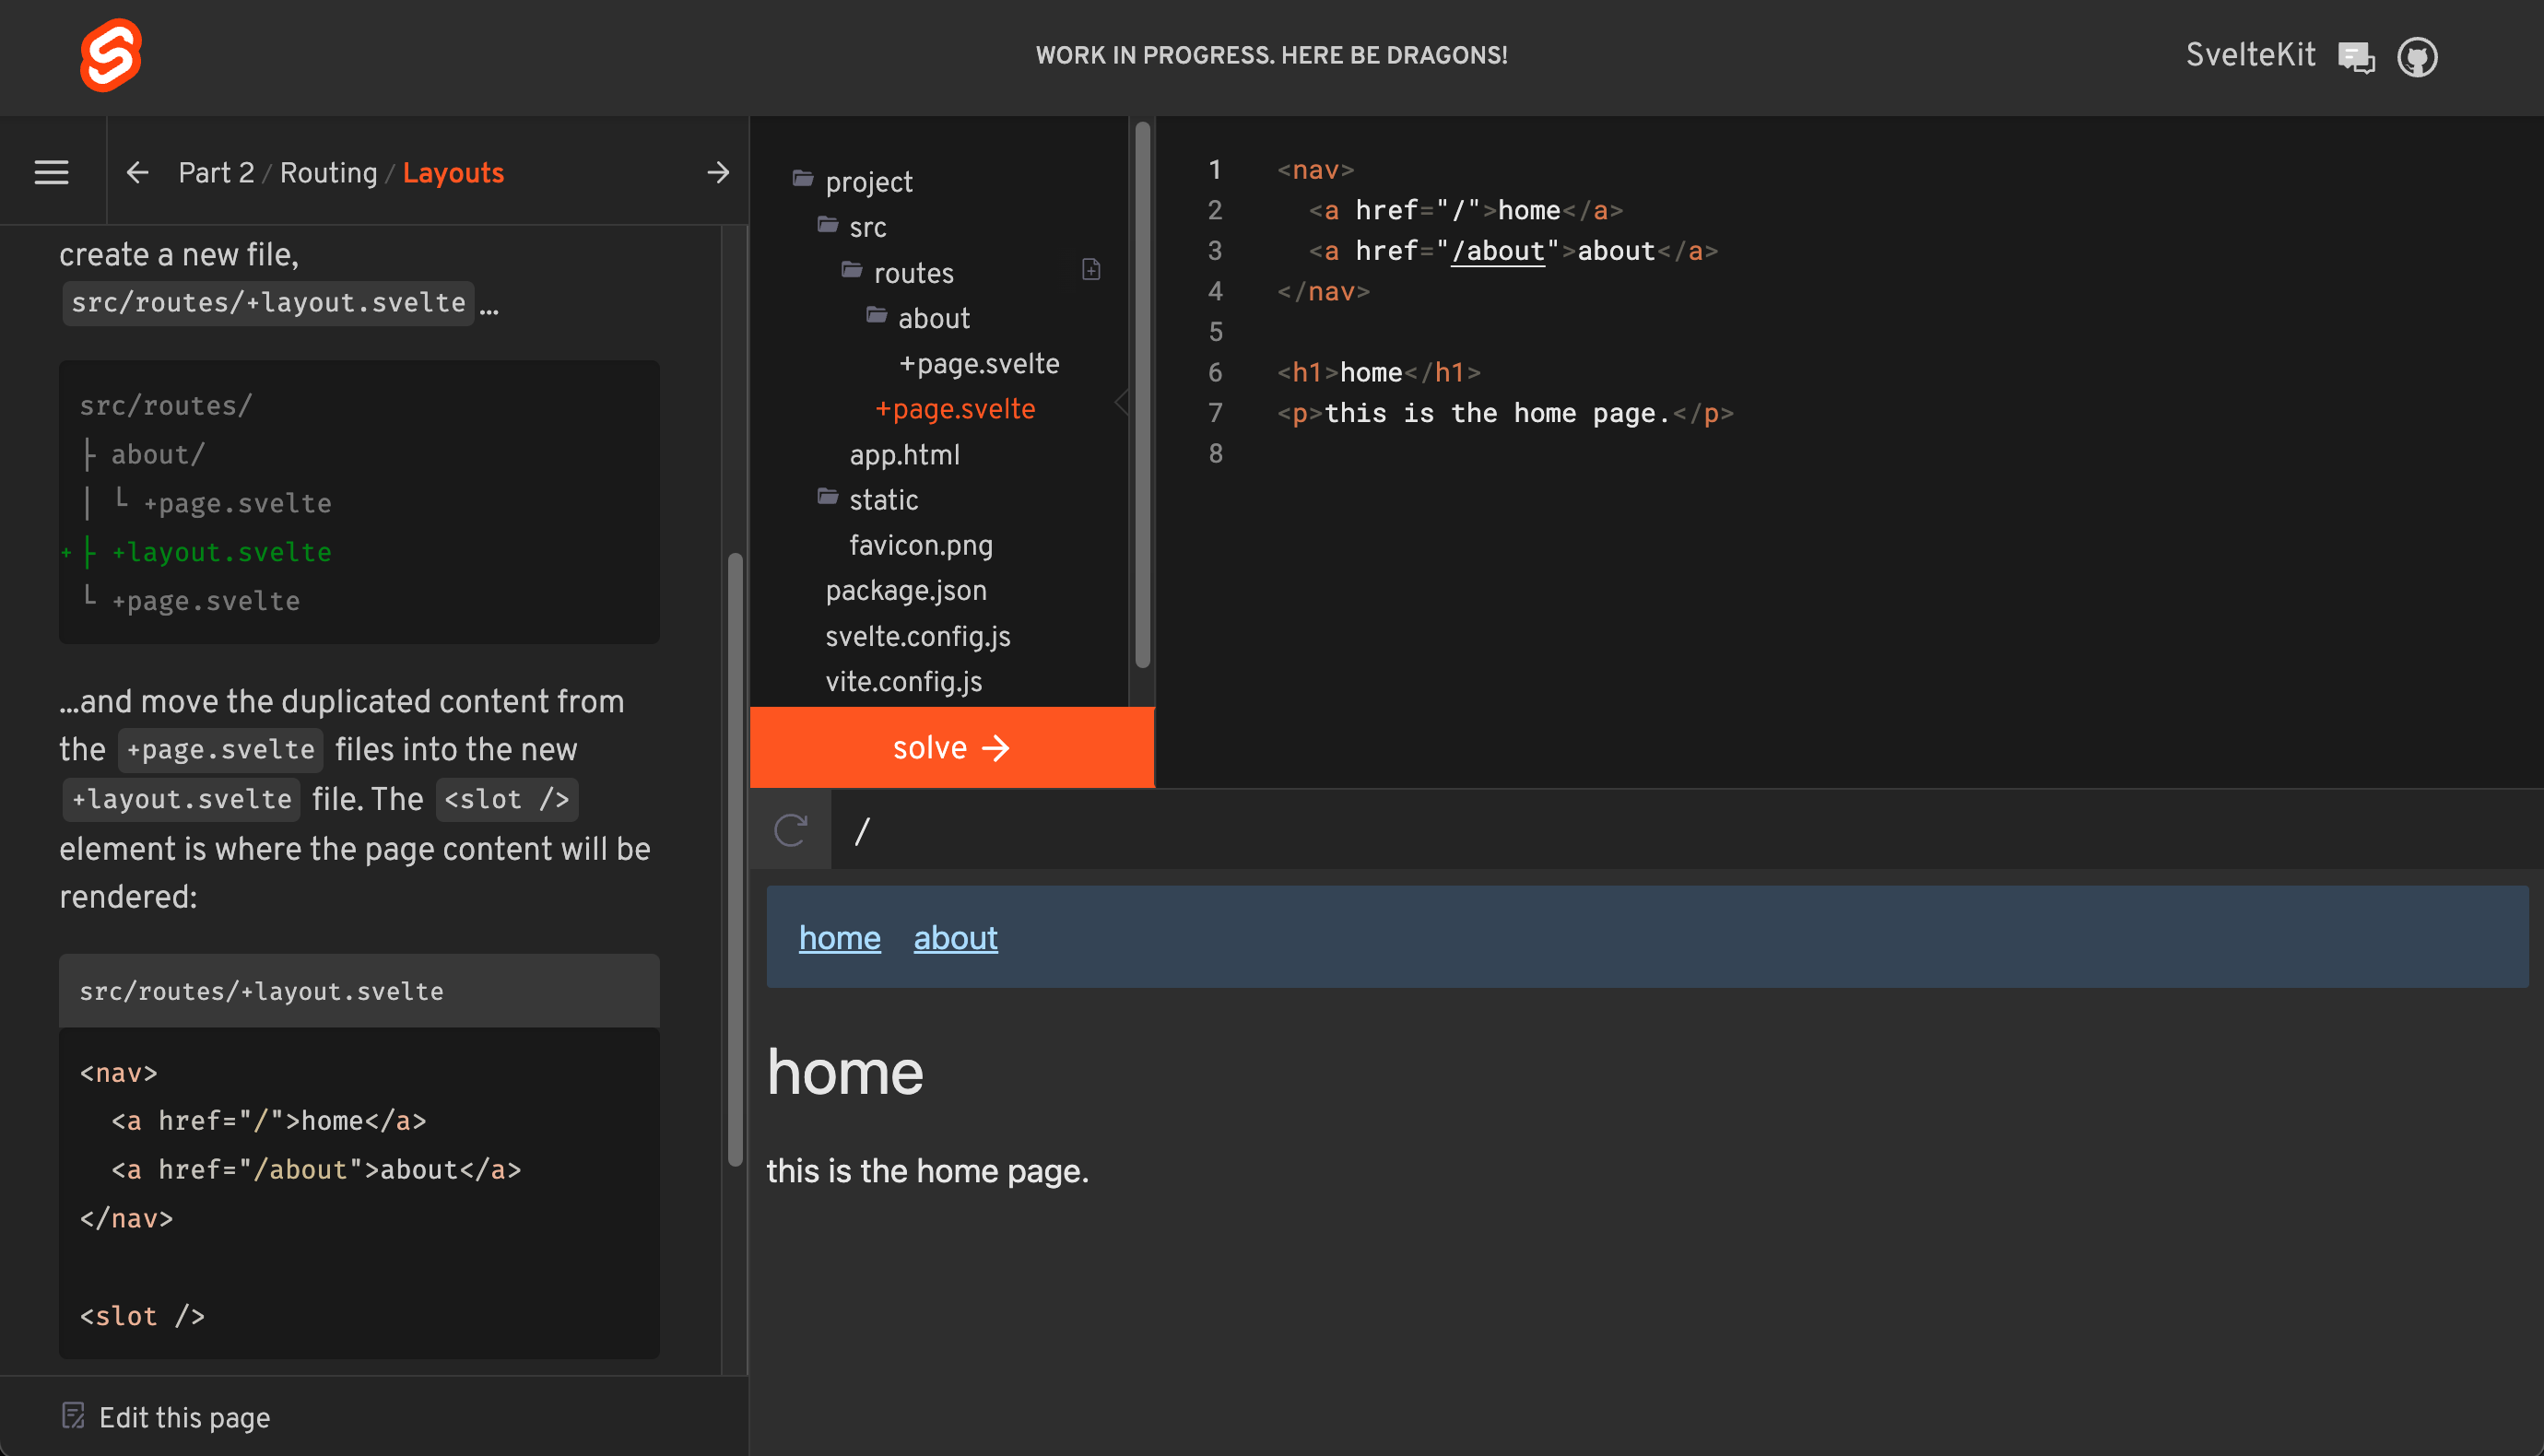 WORK IN PROGRESS. HERE BE DRAGONS!
SvelteKit
Part 2 / Routing / Layouts
create a new file,
src/routes/+layout.svelte ...
src/routes/
├ about/
│ └ +page.svelte
+ ├ +layout.svelte
└ +page.svelte
...and move the duplicated content from
the +page.svelte files into the new
+layout.svelte file. The <slot />
element is where the page content will be
rendered:
src/routes/+layout.svelte
<nav>
  <a href="/">home</a>
  <a href="/about">about</a>
</nav>
<slot />
Edit this page
project
src
routes
about
+page.svelte
+page.svelte
app.html
static
favicon.png
package.json
svelte.config.js
vite.config.js
solve →
1 <nav>
2   <a href="/">home</a>
3   <a href="/about">about</a>
4 </nav>
5
6 <h1>home</h1>
7 <p>this is the home page.</p>
8
/
home about
home
this is the home page.